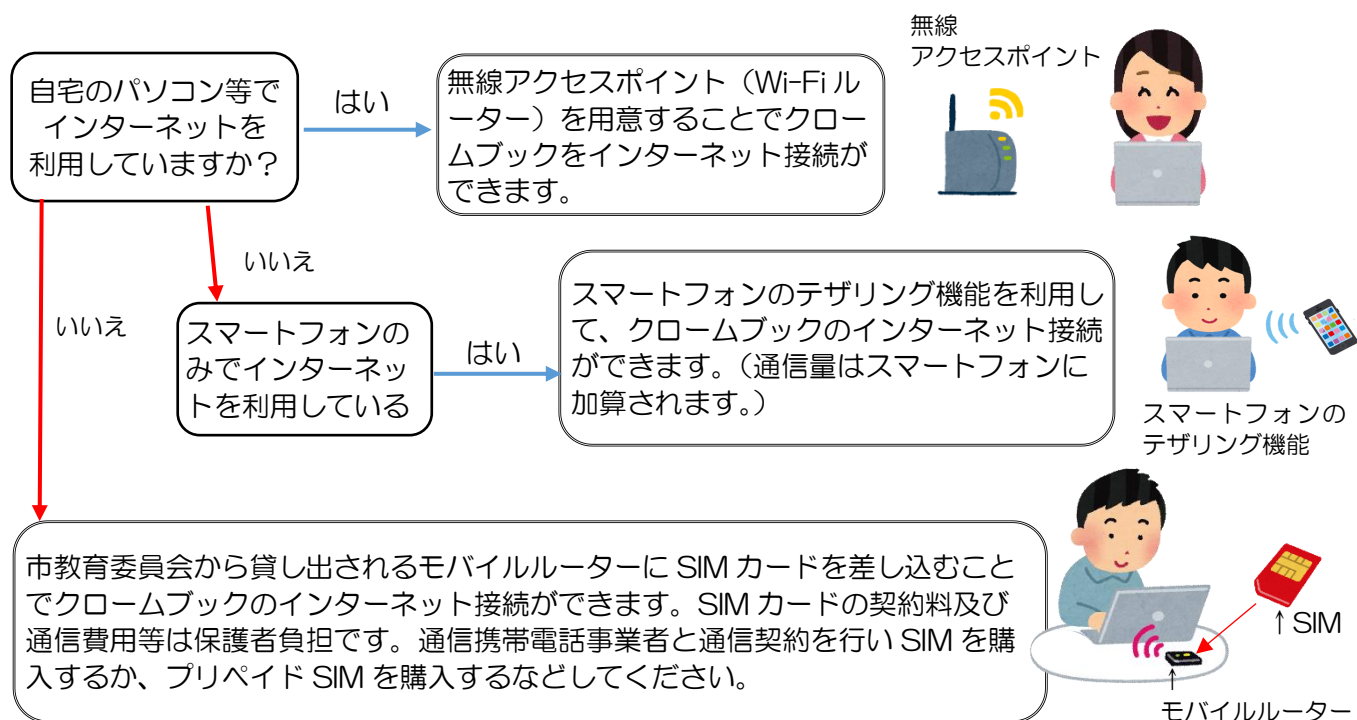 無線
アクセスポイント
自宅のパソコン等で
インターネットを
利用していますか？
はい
無線アクセスポイント（Wi-Fi ル
ーター）を用意することでクロー
ムブックをインターネット接続が
できます。
いいえ
いいえ
スマートフォンの
みでインターネッ
トを利用している
はい
スマートフォンのテザリング機能を利用し
て、クロームブックのインターネット接続
ができます。（通信量はスマートフォンに
加算されます。）
スマートフォンの
テザリング機能
市教育委員会から貸し出されるモバイルルーターに SIM カードを差し込むこと
でクロームブックのインターネット接続ができます。SIM カードの契約料及び
通信費用等は保護者負担です。通信携帯電話事業者と通信契約を行い SIM を購
入するか、プリペイド SIM を購入するなどしてください。
↑SIM
↑
モバイルルーター